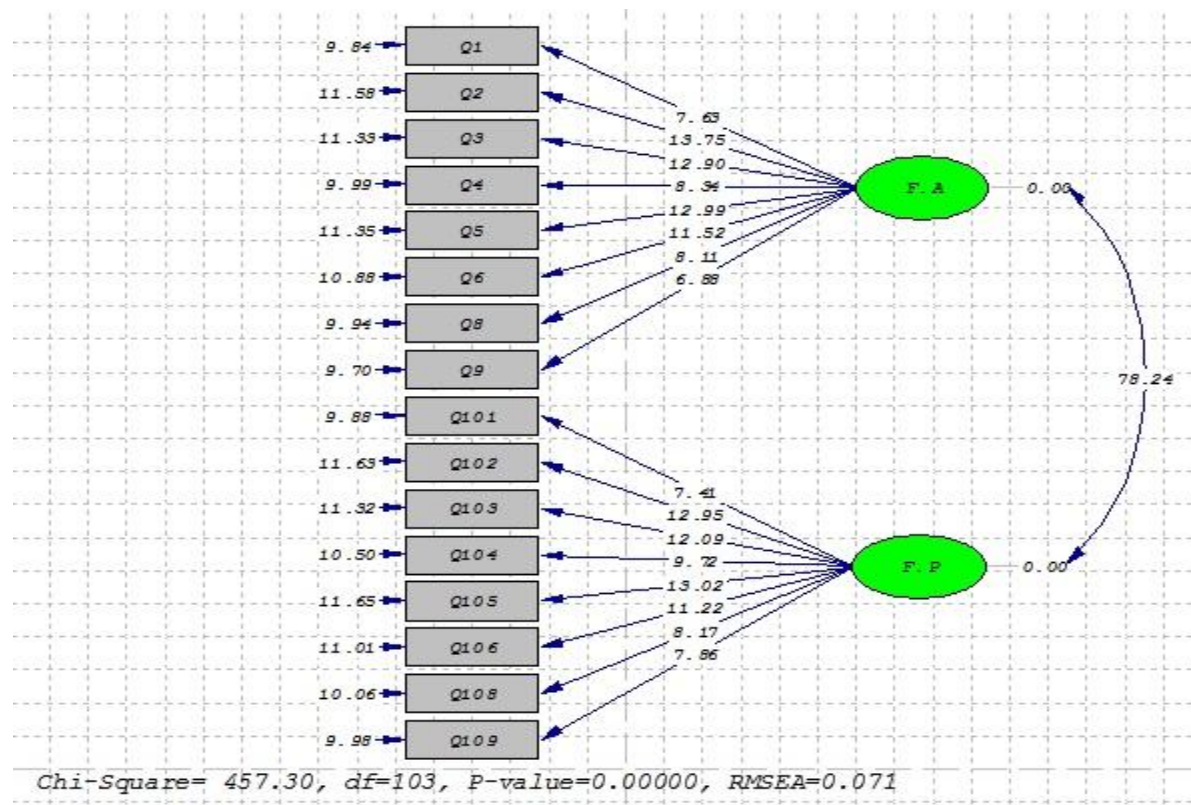 9.84 Q1
7.63
11.58 Q2
13.75
11.33 Q3
12.90
9.99 Q4
8.34
F.A 0.00
11.35 Q5
12.99
10.88 Q6
11.52
9.94 Q8
8.11
9.70 Q9
6.88
78.24
9.88 Q101
7.41
11.63 Q102
12.95
11.32 Q103
12.09
10.50 Q104
9.72
F.P 0.00
11.65 Q105
13.02
11.01 Q106
11.22
10.06 Q108
8.17
9.98 Q109
7.86
Chi-Square= 457.30, df=103, P-value=0.00000, RMSEA=0.071